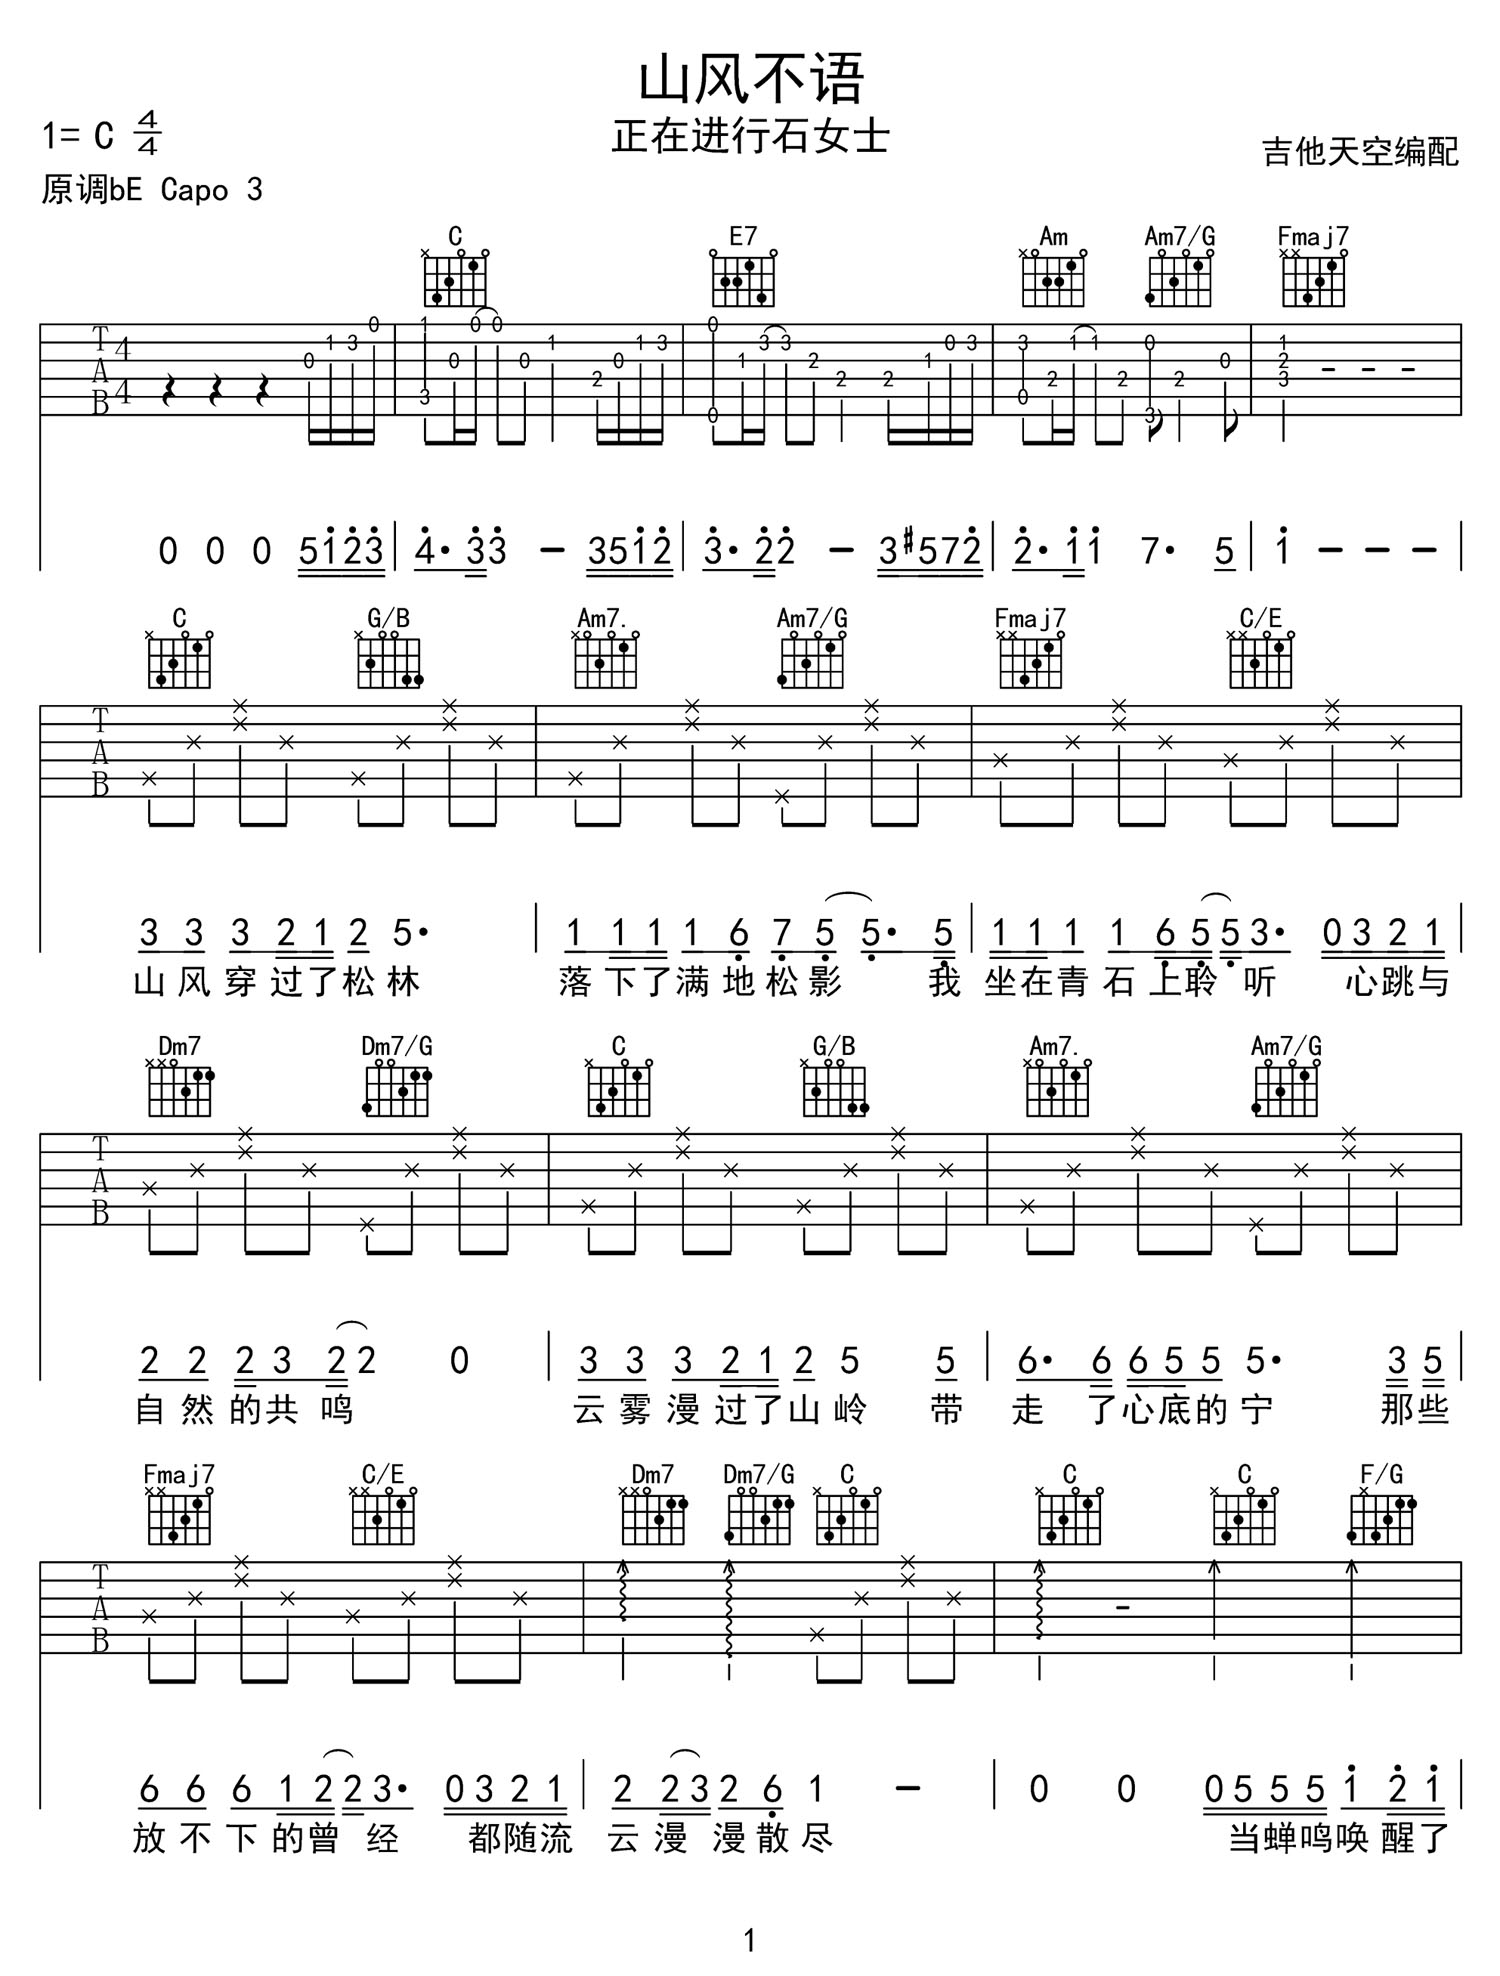 山风不语
正在进行石女士
1= C 4/4
吉他天空编配
原调bE Capo 3
C E7 Am Am7/G Fmaj7
0 0 0 5123 4· 33 — 3512 3· 22 — 3#572 2· 11 7· 5 1 — — —
C G/B Am7. Am7/G Fmaj7 C/E
3 3 3 2 1 2 5· 1 1 1 1 6 7 5 5· 5 1 1 1 1 6 5 5 3· 0 3 2 1
山风穿过了松林 落下了满地松影 我坐在青石上聆听 心跳与
Dm7 Dm7/G C G/B Am7. Am7/G
2 2 2 3 2 2 0 3 3 3 2 1 2 5 5 6· 6 6 5 5 5· 3 5
自然的共鸣 云雾漫过了山岭 带走了心底的宁 那些
Fmaj7 C/E Dm7 Dm7/G C C C F/G
6 6 6 1 2 2 3· 0 3 2 1 2 2 3 2 6 1 — 0 0 0 5 5 5 1 2 1
放不下的曾经 都随流云漫漫散尽 当蝉鸣唤醒了
1